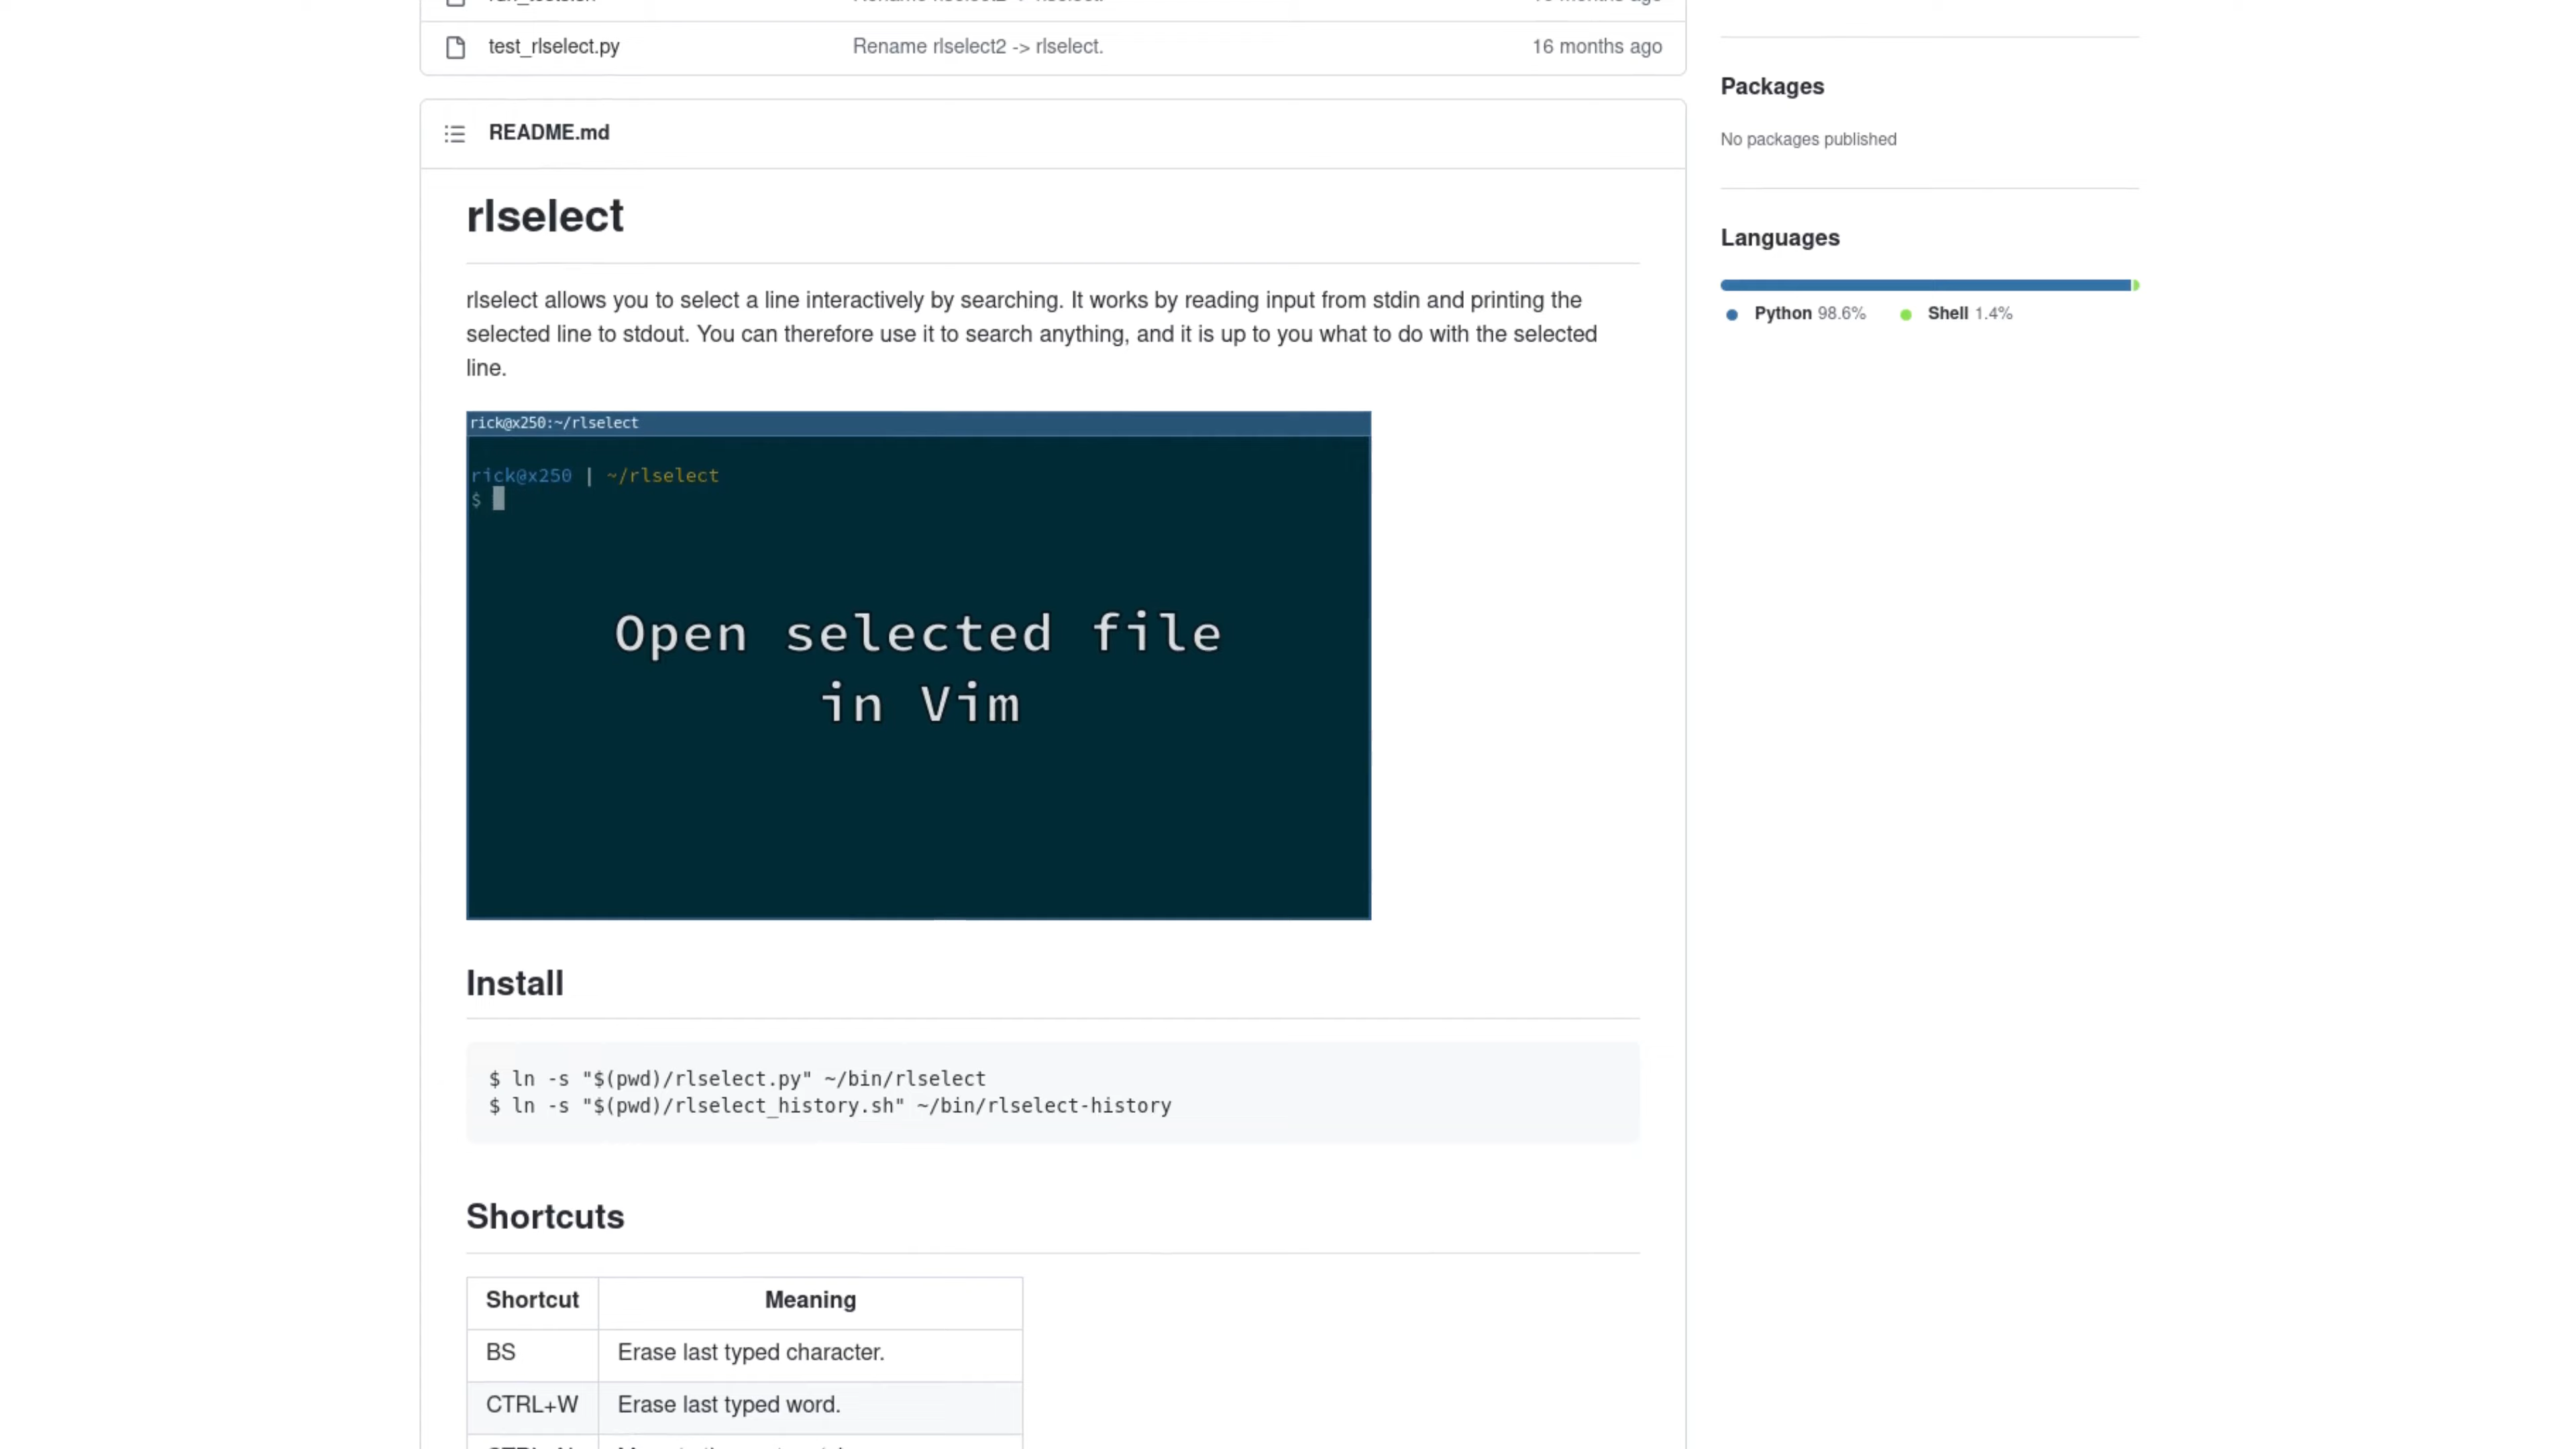 test_rlselect.py Rename rlselect2 -> rlselect. 16 months ago
README.md
rlselect
rlselect allows you to select a line interactively by searching. It works by reading input from stdin and printing the
selected line to stdout. You can therefore use it to search anything, and it is up to you what to do with the selected
line.
rick@x250:~/rlselect
rick@x250 | ~/rlselect
$
Open selected file
in Vim
Install
$ ln -s "$(pwd)/rlselect.py" ~/bin/rlselect
$ ln -s "$(pwd)/rlselect_history.sh" ~/bin/rlselect-history
Shortcuts
Shortcut Meaning
BS Erase last typed character.
CTRL+W Erase last typed word.
Packages
No packages published
Languages
Python 98.6% Shell 1.4%